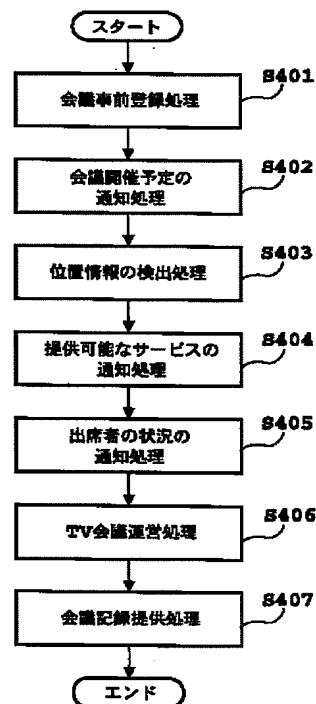 スタート
会議事前登録処理
S401
会議開催予定の
通知処理
S402
位置情報の検出処理
S403
提供可能なサービスの
通知処理
S404
出席者の状況の
通知処理
S405
TV会議運営処理
S406
会議記録提供処理
S407
エンド